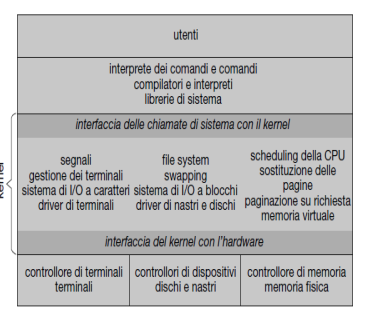 utenti
interprete dei comandi e comandi
compilatori e interpreti
librerie di sistema
interfaccia delle chiamate di sistema con il kernel
segnali
gestione dei terminali
sistema di I/O a caratteri
driver di terminali
file system
swapping
sistema di I/O a blocchi
driver di nastri e dischi
scheduling della CPU
sostituzione delle
pagine
paginazione su richiesta
memoria virtuale
kernel
interfaccia del kernel con l'hardware
controllore di terminali
terminali
controllori di dispositivi
dischi e nastri
controllore di memoria
memoria fisica